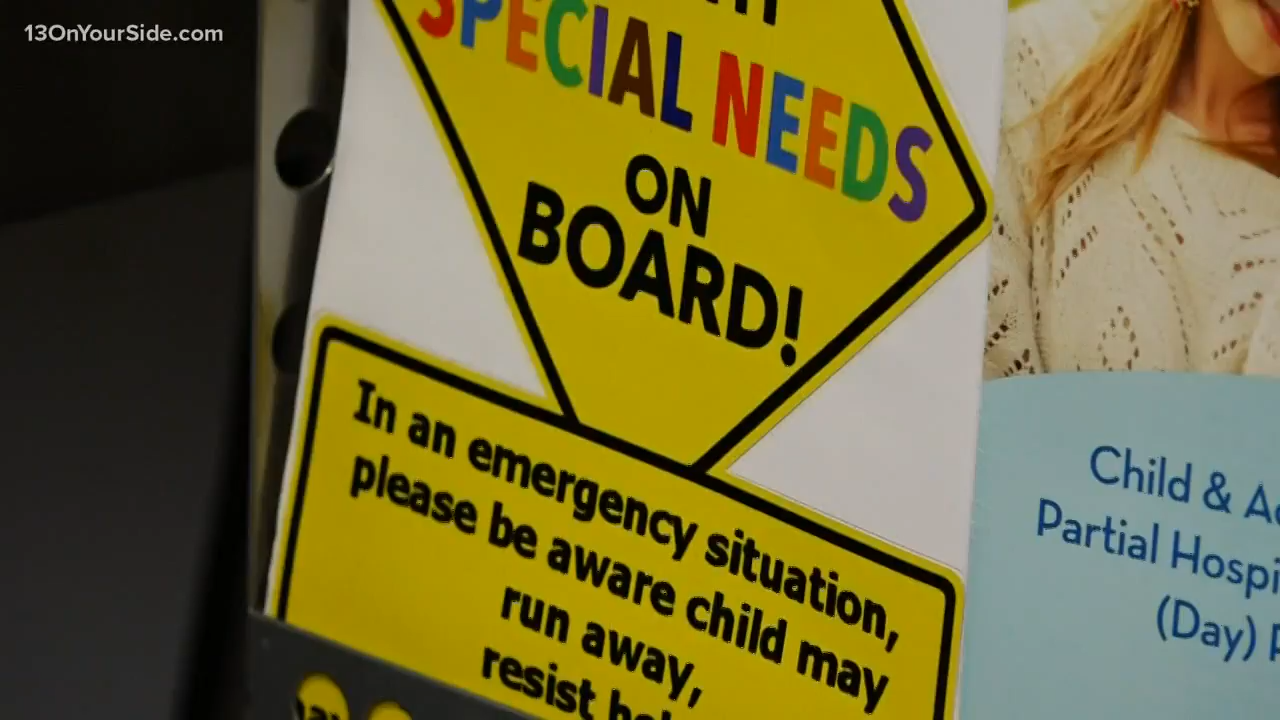 13OnYourSide.com
SPECIAL NEEDS
ON
BOARD!
In an emergency situation,
please be aware child may
run away,
resist
Child &
Partial
(Day)